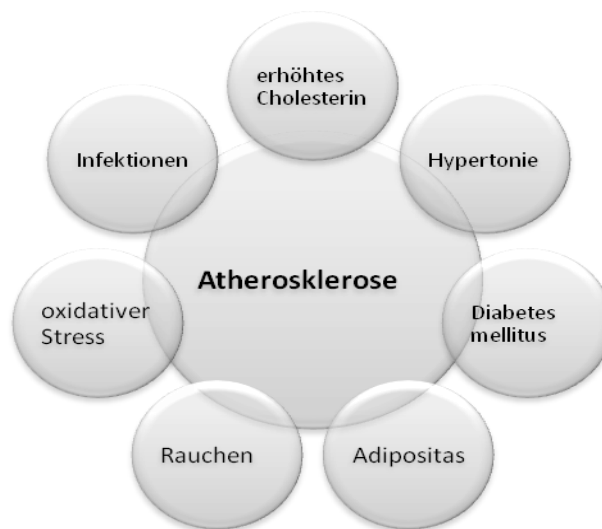 erhöhtes
Cholesterin
Infektionen
Hypertonie
Atherosklerose
oxidativer
Stress
Diabetes
mellitus
Rauchen
Adipositas